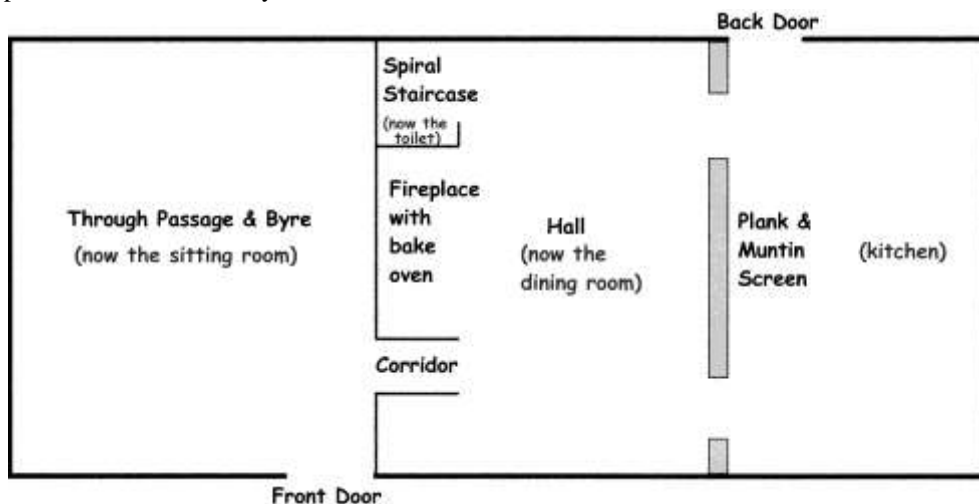 Back Door
Spiral
Staircase
(now the
toilet)
Through Passage & Byre
(now the sitting room)
Fireplace
with
bake
oven
Hall
(now the
dining room)
Plank &
Muntin
Screen
(kitchen)
Corridor
Front Door